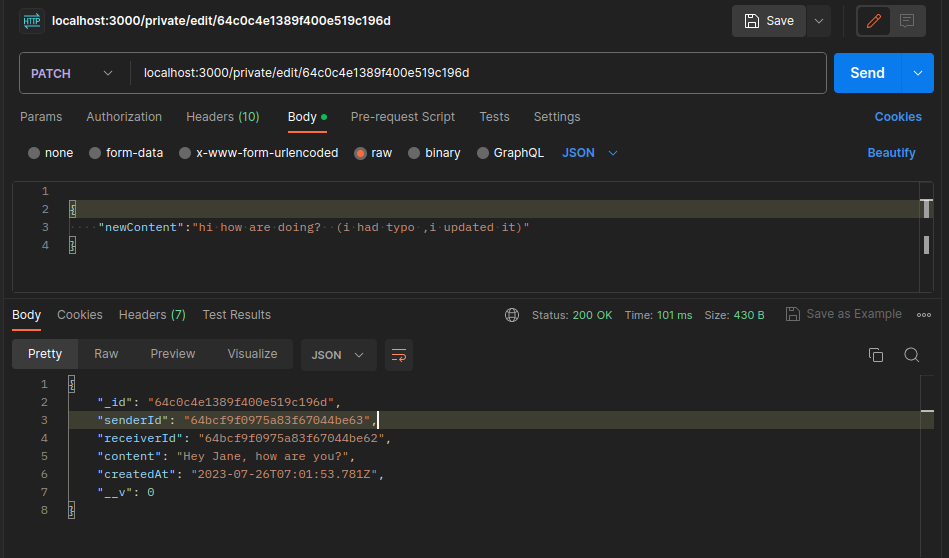 HTTP localhost:3000/private/edit/64c0c4e1389f400e519c196d Save
PATCH localhost:3000/private/edit/64c0c4e1389f400e519c196d Send
Params Authorization Headers (10) Body Pre-request Script Tests Settings Cookies
none form-data x-www-form-urlencoded raw binary GraphQL JSON Beautify
1
2 {
3 "newContent":"hi how are doing?  (i had typo ,i updated it)"
4 }
Body Cookies Headers (7) Test Results Status: 200 OK Time: 101 ms Size: 430 B Save as Example
Pretty Raw Preview Visualize JSON
1 {
2 "_id": "64c0c4e1389f400e519c196d",
3 "senderId": "64bcf9f0975a83f67044be63",
4 "receiverId": "64bcf9f0975a83f67044be62",
5 "content": "Hey Jane, how are you?",
6 "createdAt": "2023-07-26T07:01:53.781Z",
7 "__v": 0
8 }